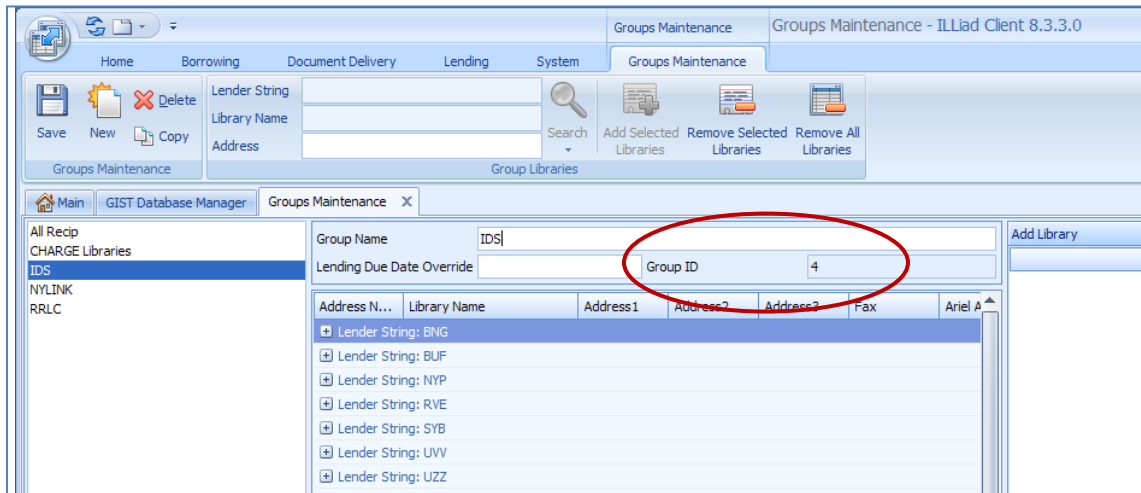 Groups Maintenance Groups Maintenance - ILLiad Client 8.3.3.0
Home Borrowing Document Delivery Lending System Groups Maintenance
Save New Delete Copy
Lender String
Library Name
Address
Search Add Selected Libraries Remove Selected Libraries Remove All Libraries
Groups Maintenance Group Libraries
Main GIST Database Manager Groups Maintenance X
All Recip
CHARGE Libraries
IDS
NYLINK
RRLC
Group Name IDS
Lending Due Date Override Group ID 4
Add Library
Address N... Library Name Address1 Address2 Address3 Fax Ariel A
Lender String: BNG
Lender String: BUF
Lender String: NYP
Lender String: RVE
Lender String: SYB
Lender String: UVV
Lender String: UZZ